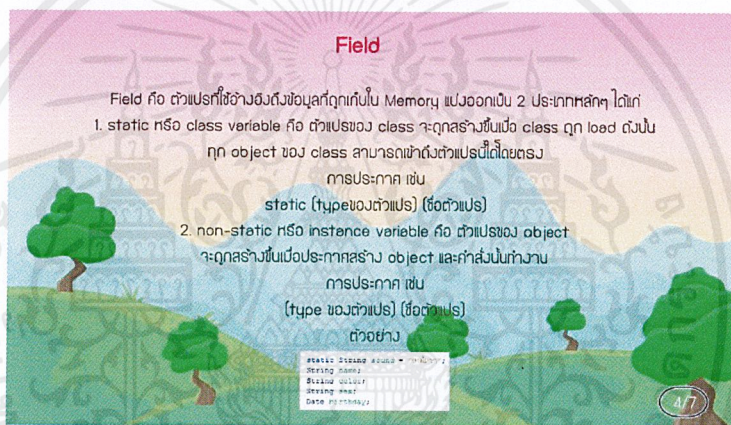 Field
Field คือ ตัวแปรที่ใช้อ้างอิงถึงข้อมูลที่ถูกเก็บใน Memory แบ่งออกเป็น 2 ประเภทหลักๆ ได้แก่
1. static หรือ class variable คือ ตัวแปรของ class จะถูกสร้างขึ้นเมื่อ class ถูก load ดังนั้น
ทุก object ของ class สามารถเข้าถึงตัวแปรนี้ได้โดยตรง
การประกาศ เช่น
static (typeของตัวแปร) (ชื่อตัวแปร)
2. non-static หรือ instance variable คือ ตัวแปรของ object
จะถูกสร้างขึ้นเมื่อประกาศสร้าง object และคำสั่งนั้นทำงาน
การประกาศ เช่น
(type ของตัวแปร) (ชื่อตัวแปร)
ตัวอย่าง
static String sound =
String name;
String color;
String sex;
Date birthday;
4/7